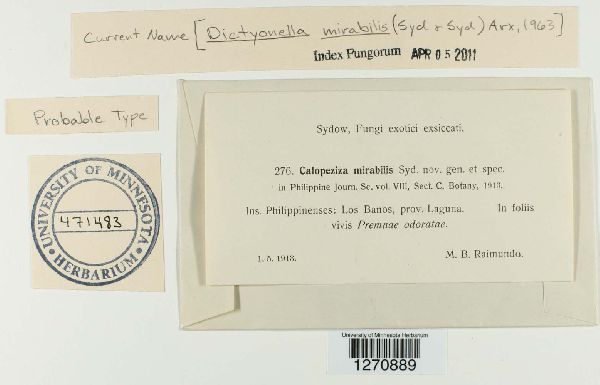 Current Name [Dictyonella mirabilis (Syd & Syd) Arx, 1963]
Index Fungorum APR 05 2011
Probable Type
UNIVERSITY OF MINNESOTA
471483
HERBARIUM
Sydow, Fungi exotici exsiccati.
276. Calopeziza mirabilis Syd. nov. gen. et spec.
in Philippine Journ. Sc. vol. VIII, Sect. C. Botany, 1913.
Ins. Philippinenses: Los Banos, prov. Laguna. In foliis
vivis Premnae odoratae.
1. 5. 1913. M. B. Raimundo.
University of Minnesota Herbarium
1270889